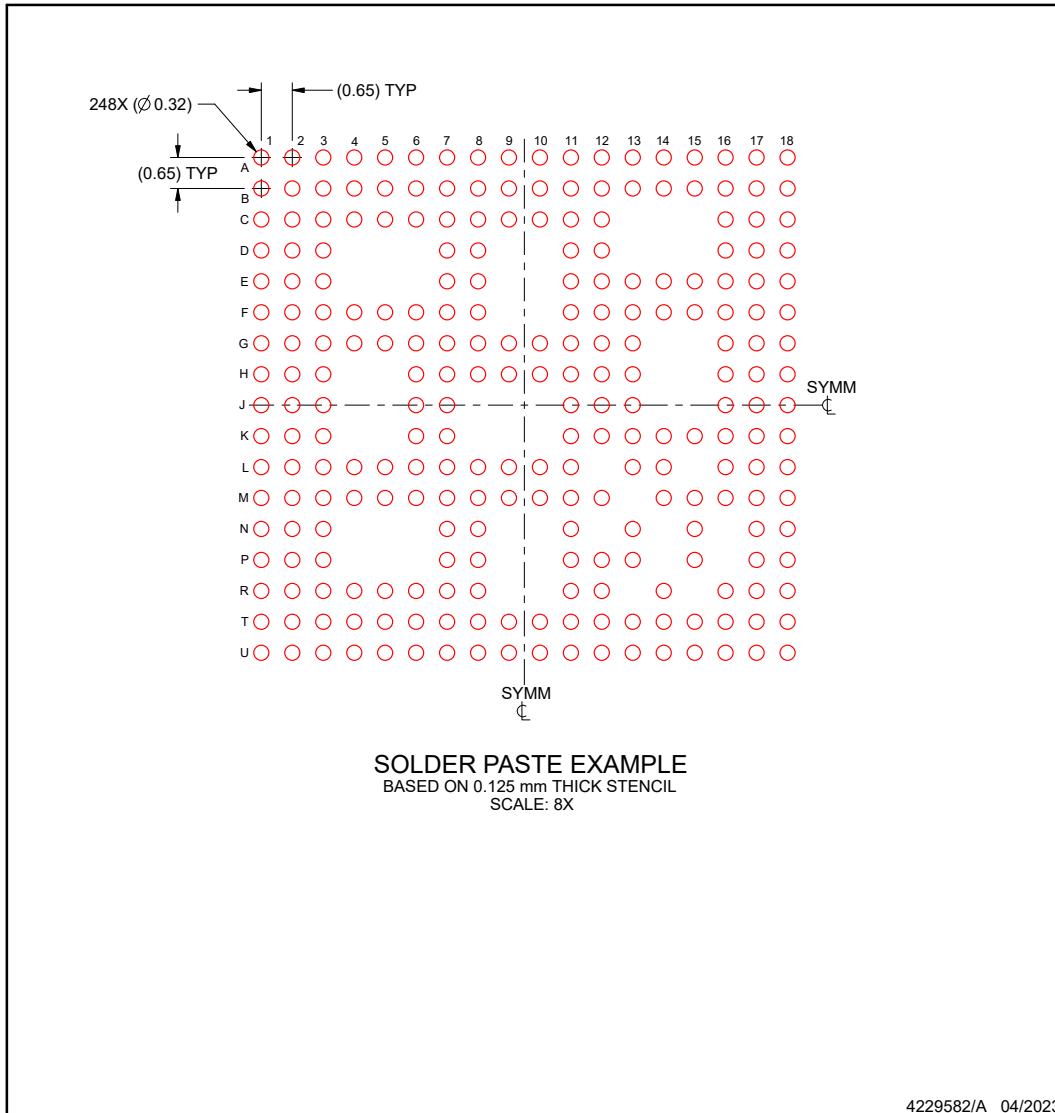 (0.65) TYP
248X (∅ 0.32)
1 2 3 4 5 6 7 8 9 10 11 12 13 14 15 16 17 18
(0.65) TYP
A
B
C
D
E
F
G
H
J
SYMM
K
L
M
N
P
R
T
U
SYMM
SOLDER PASTE EXAMPLE
BASED ON 0.125 mm THICK STENCIL
SCALE: 8X
4229582/A 04/2023